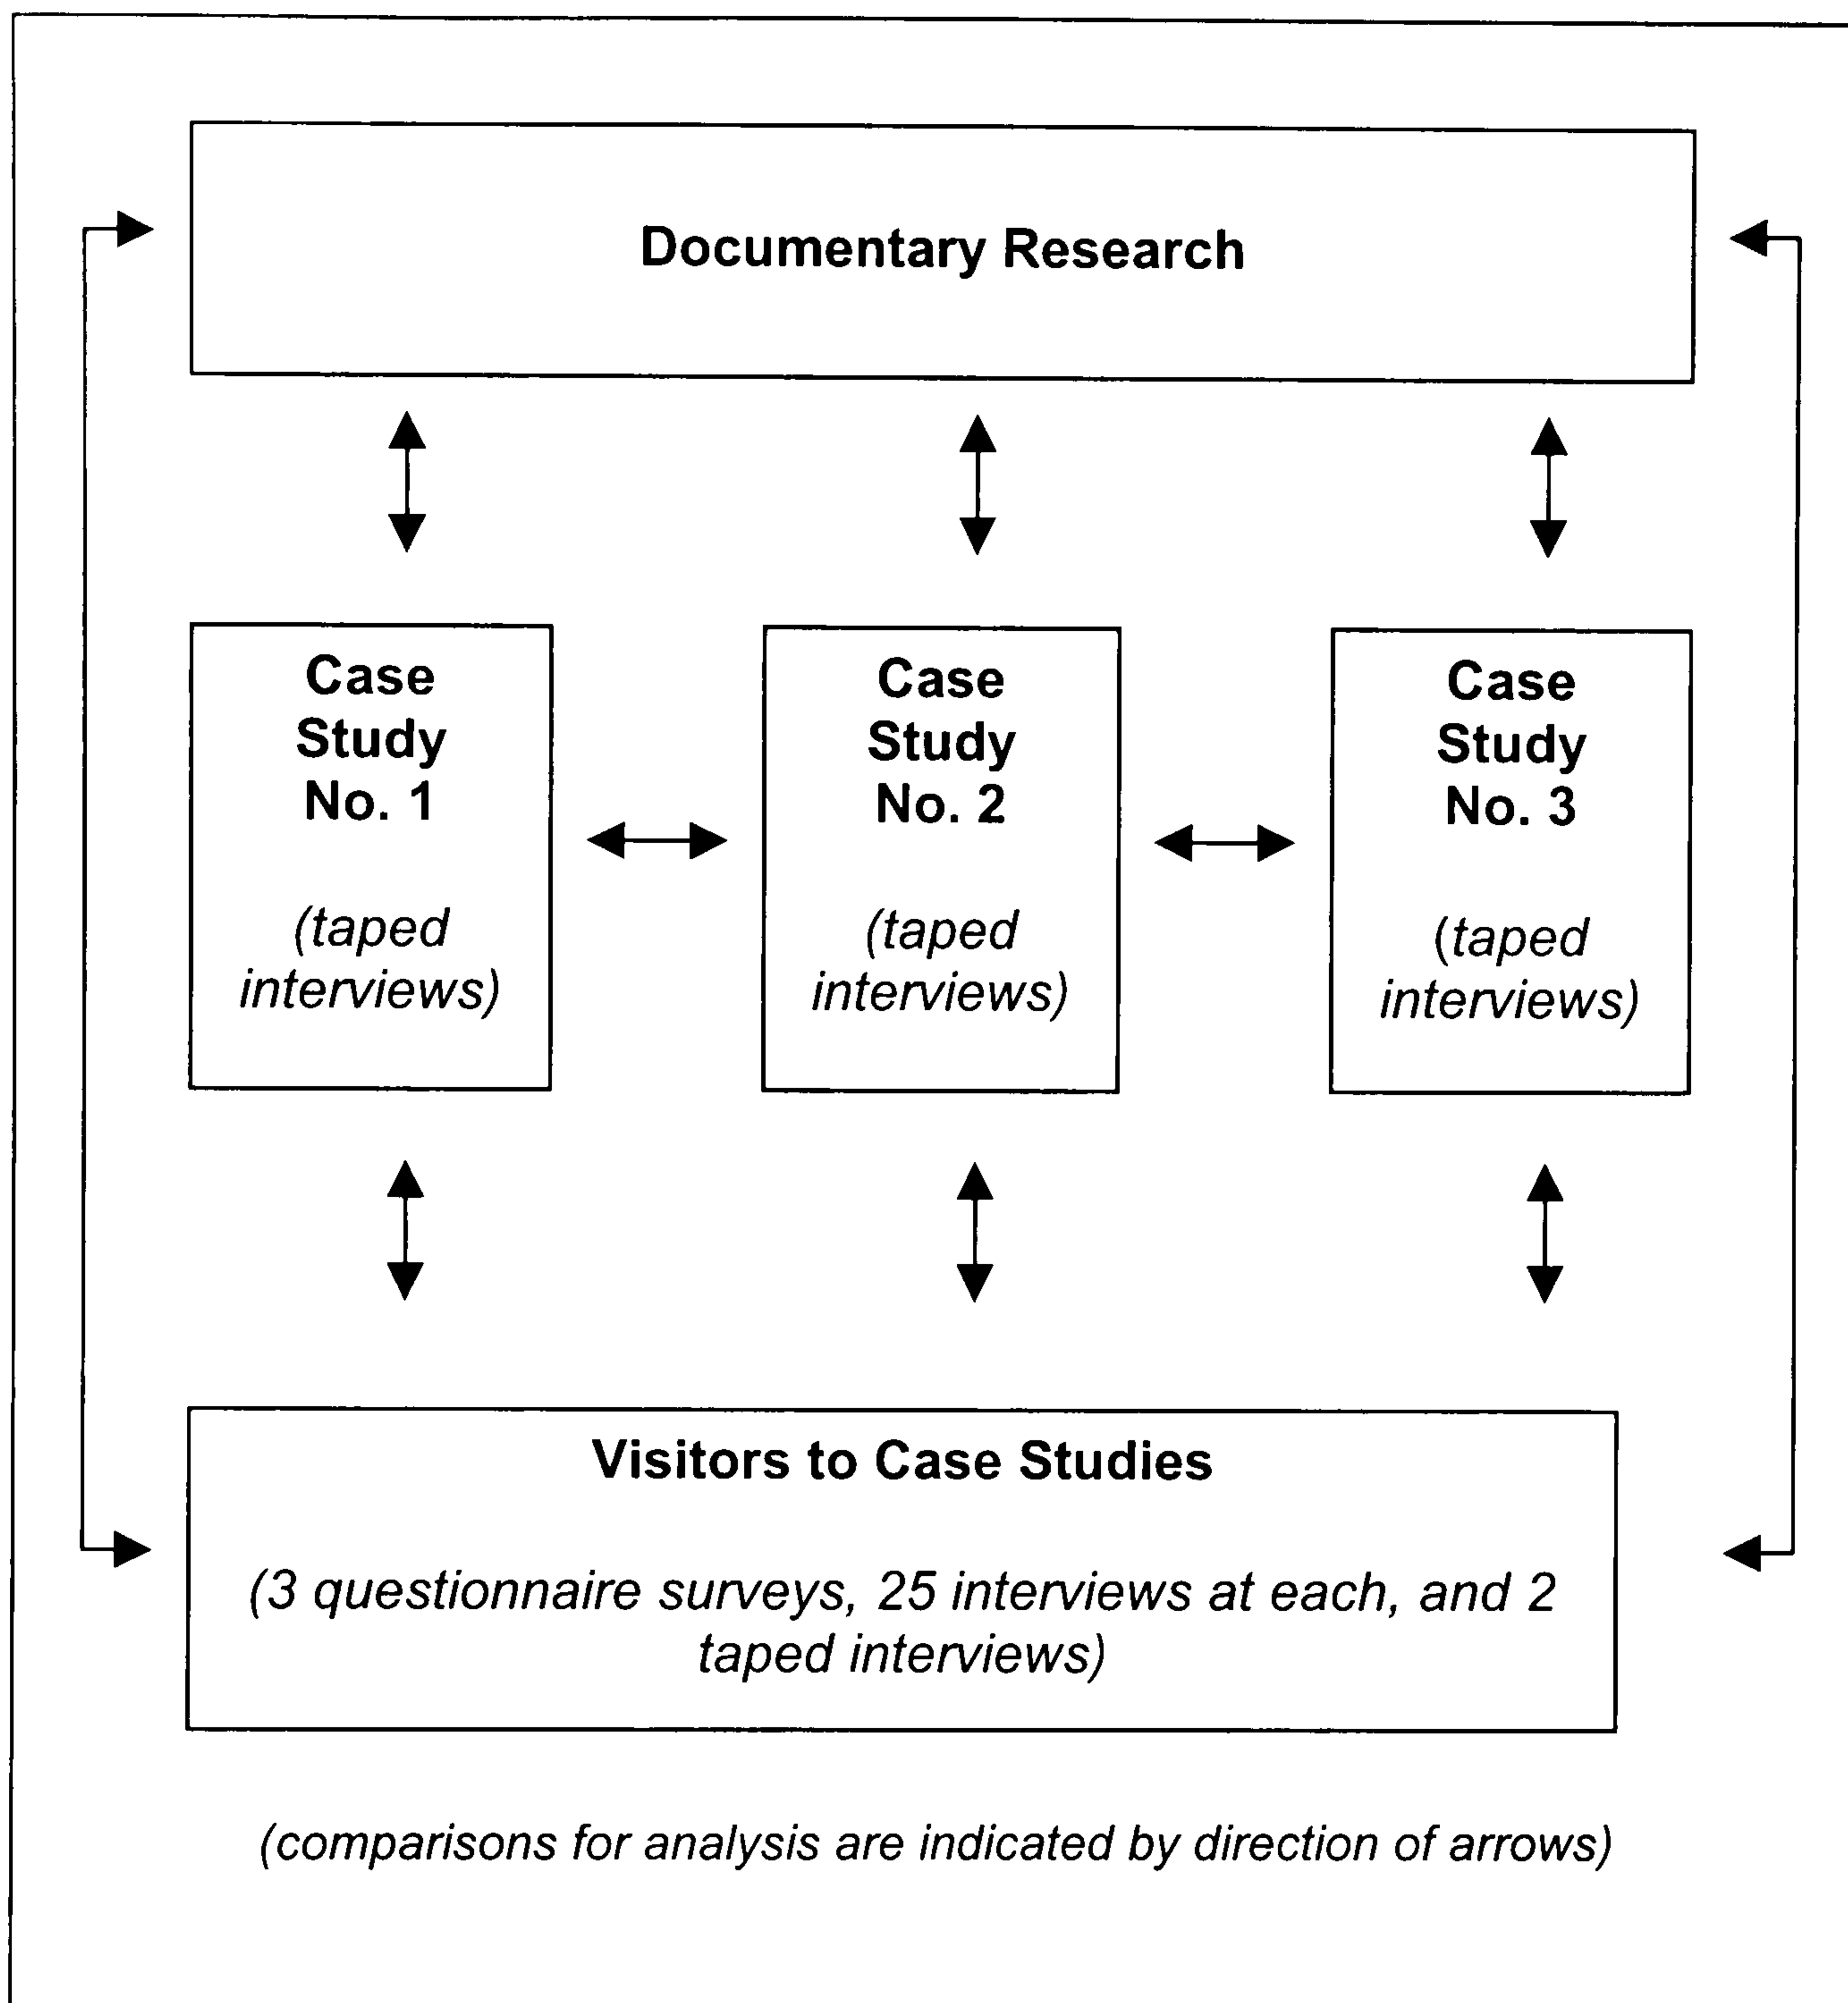 Documentary Research
Case
Study
No. 1
(taped
interviews)
Case
Study
No. 2
(taped
interviews)
Case
Study
No. 3
(taped
interviews)
Visitors to Case Studies
(3 questionnaire surveys, 25 interviews at each, and 2
taped interviews)
(comparisons for analysis are indicated by direction of arrows)